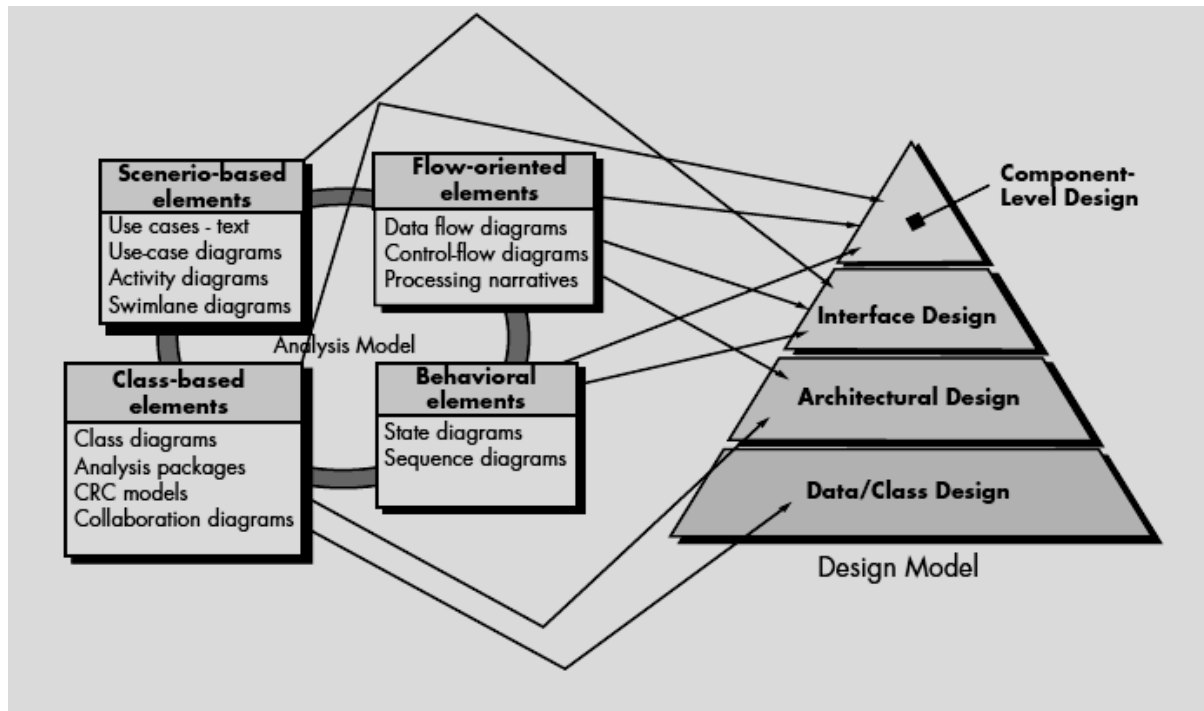 Scenerio-based
elements
Use cases - text
Use-case diagrams
Activity diagrams
Swimlane diagrams
Flow-oriented
elements
Data flow diagrams
Control-flow diagrams
Processing narratives
Analysis Model
Class-based
elements
Class diagrams
Analysis packages
CRC models
Collaboration diagrams
Behavioral
elements
State diagrams
Sequence diagrams
Component-
Level Design
Interface Design
Architectural Design
Data/Class Design
Design Model